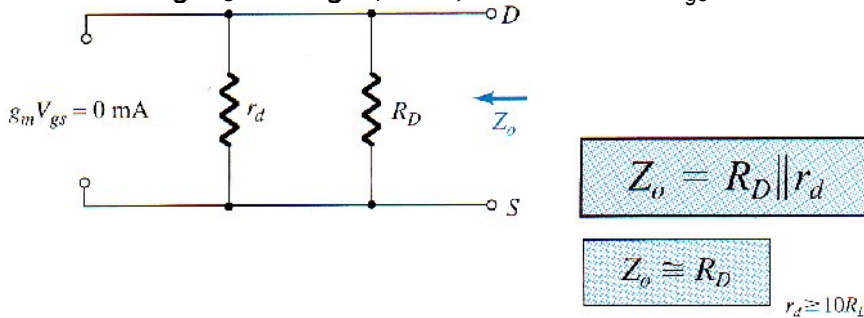 D
g_m V_gs = 0 mA
r_d
R_D
Z_o
S
Z_o = R_D || r_d
Z_o ≅ R_D
r_d ≥ 10R_D